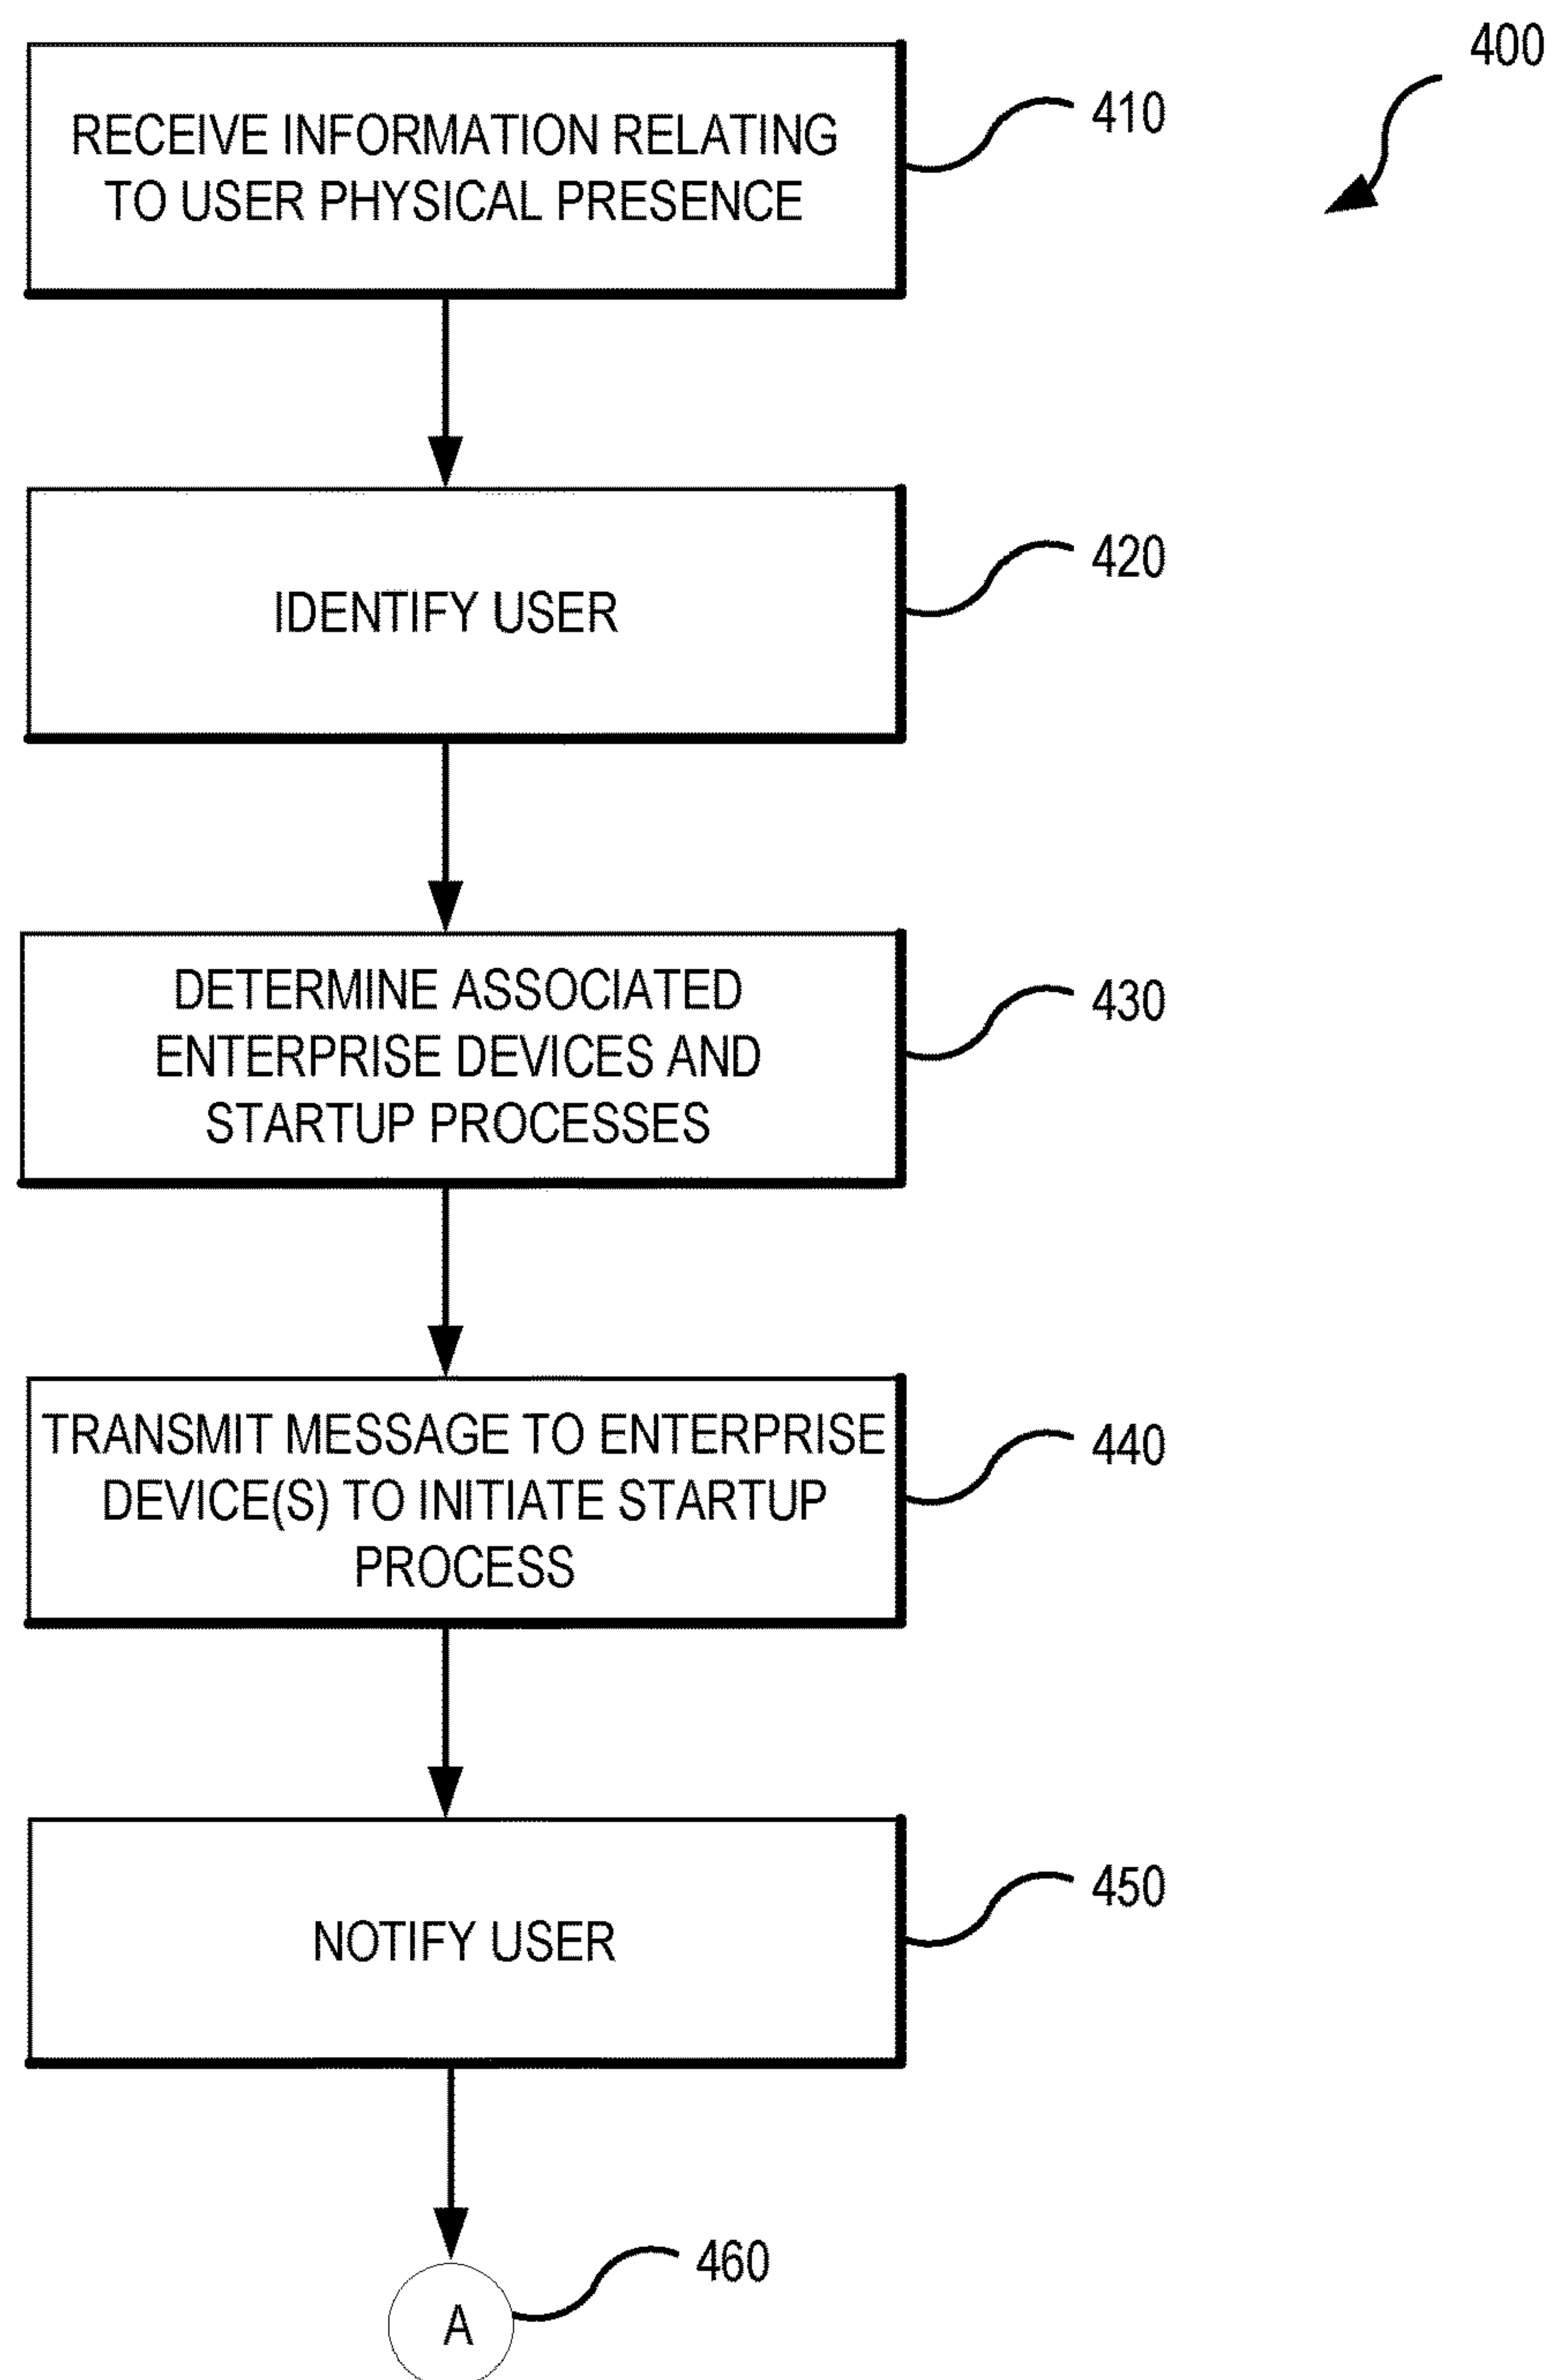 400
RECEIVE INFORMATION RELATING
TO USER PHYSICAL PRESENCE
410
IDENTIFY USER
420
DETERMINE ASSOCIATED
ENTERPRISE DEVICES AND
STARTUP PROCESSES
430
TRANSMIT MESSAGE TO ENTERPRISE
DEVICE(S) TO INITIATE STARTUP
PROCESS
440
NOTIFY USER
450
A
460